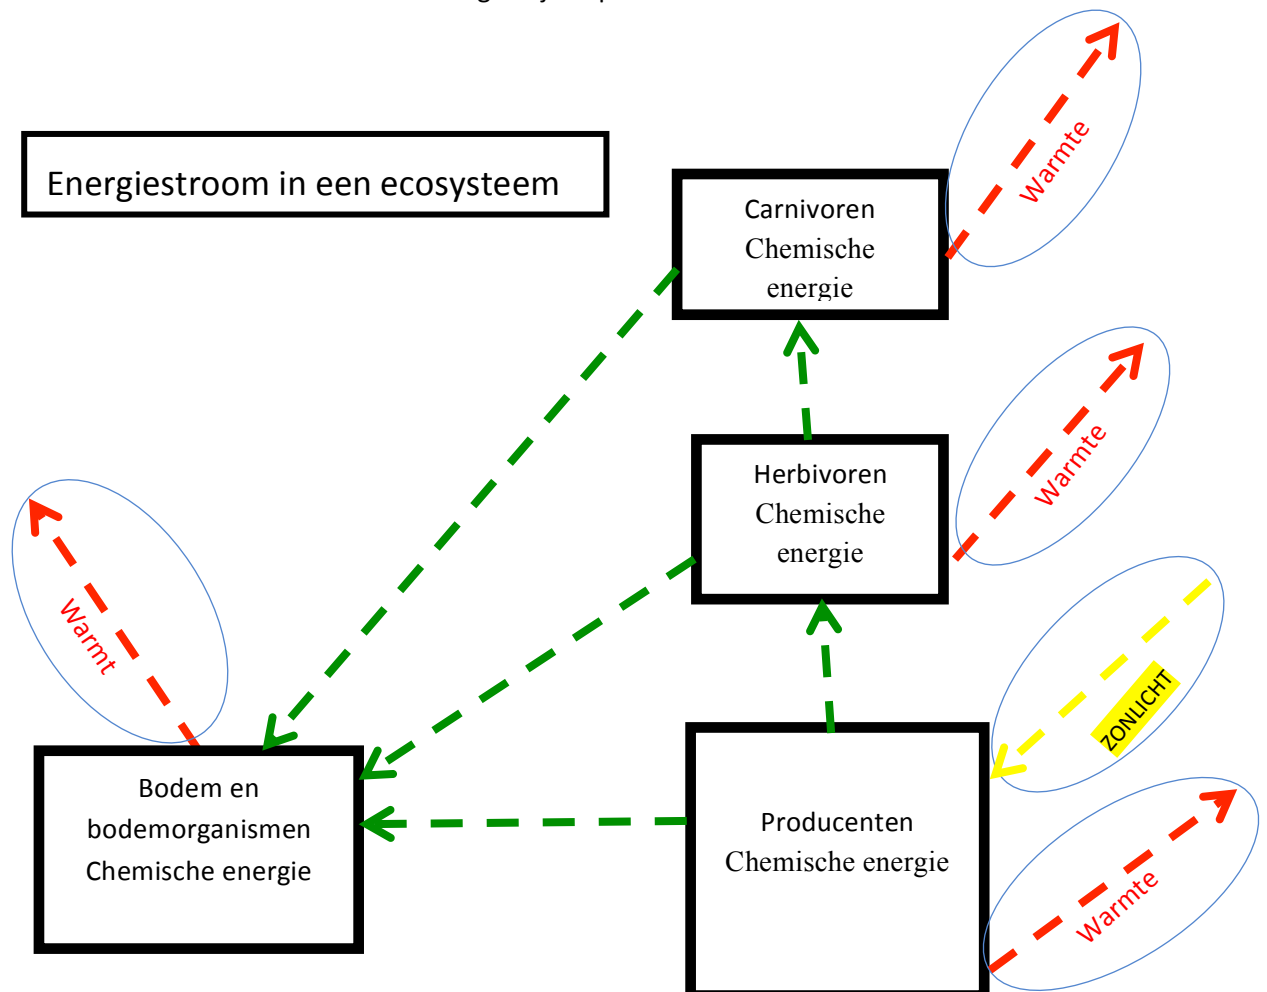 Energiestroom in een ecosysteem
Carnivoren
Chemische
energie
Warmte
Herbivoren
Chemische
energie
Warmte
Warmt
ZONLICHT
Bodem en
bodemorganismen
Chemische energie
Producenten
Chemische energie
Warmte